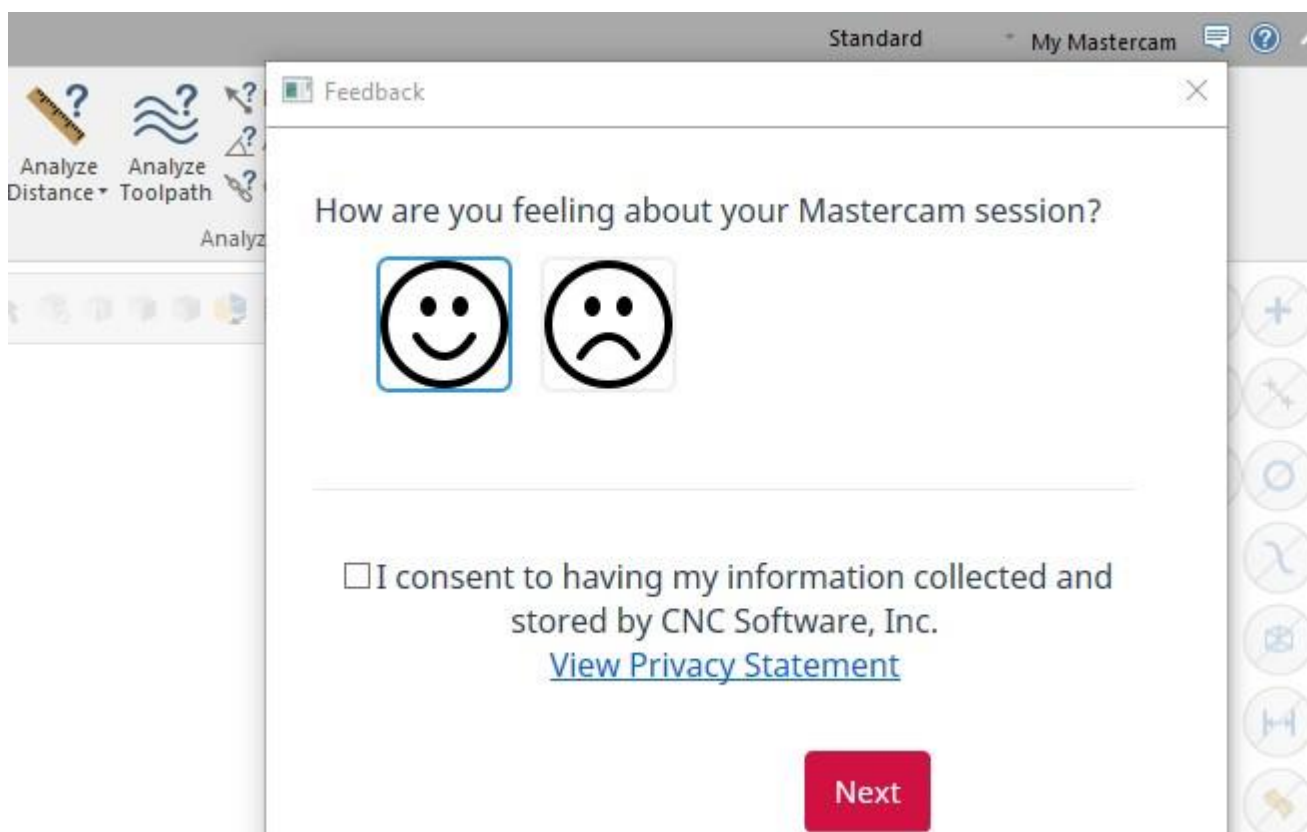 Standard
My Mastercam
Feedback
Analyze
Distance
Analyze
Toolpath
Analyz
How are you feeling about your Mastercam session?
I consent to having my information collected and
stored by CNC Software, Inc.
View Privacy Statement
Next